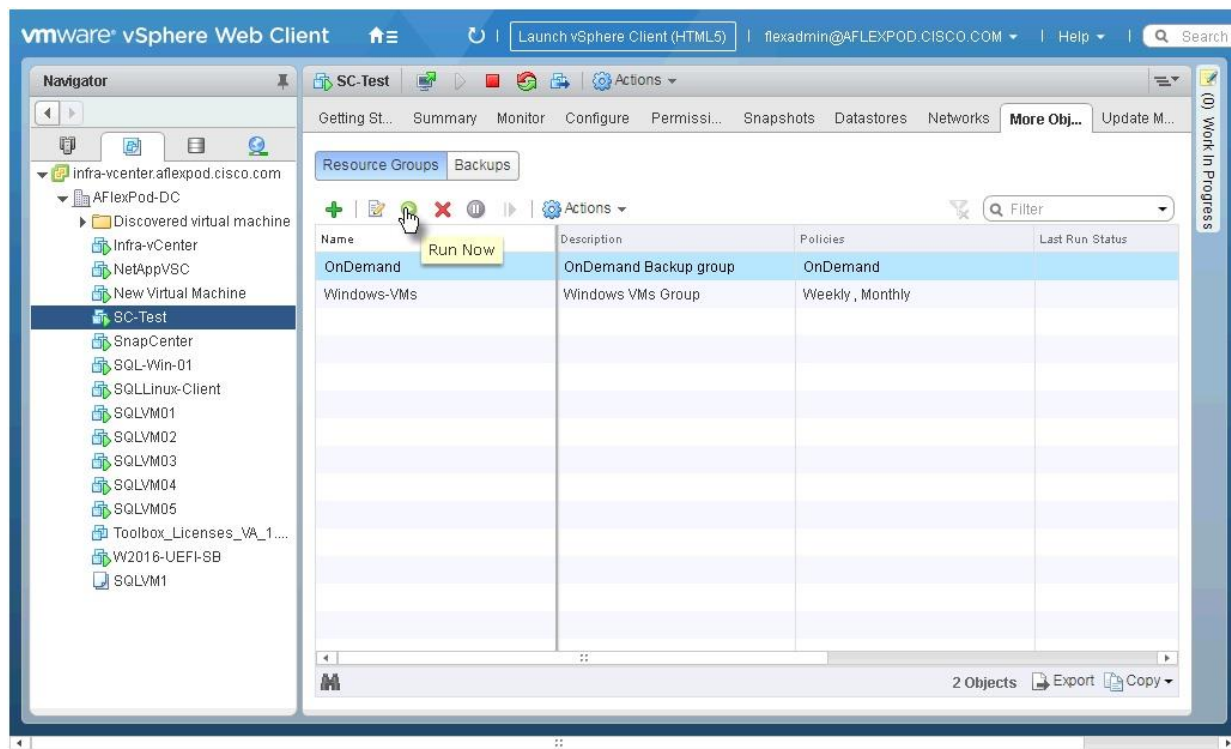 vmware® vSphere Web Client
Launch vSphere Client (HTML5)
flexadmin@AFLEXPOD.CISCO.COM
Help
Search
Navigator
infra-vcenter.aflexpod.cisco.com
AFlexPod-DC
Discovered virtual machine
Infra-vCenter
NetAppVSC
New Virtual Machine
SC-Test
SnapCenter
SQL-Win-01
SQLLinux-Client
SQLVM01
SQLVM02
SQLVM03
SQLVM04
SQLVM05
Toolbox_Licenses_VA_1....
W2016-UEFI-SB
SQLVM1
SC-Test
Actions
Getting St... Summary Monitor Configure Permissi... Snapshots Datastores Networks More Obj... Update M...
Resource Groups Backups
Actions
Filter
Run Now
Name Description Policies Last Run Status
OnDemand OnDemand Backup group OnDemand
Windows-VMs Windows VMs Group Weekly , Monthly
2 Objects Export Copy
(0) Work In Progress